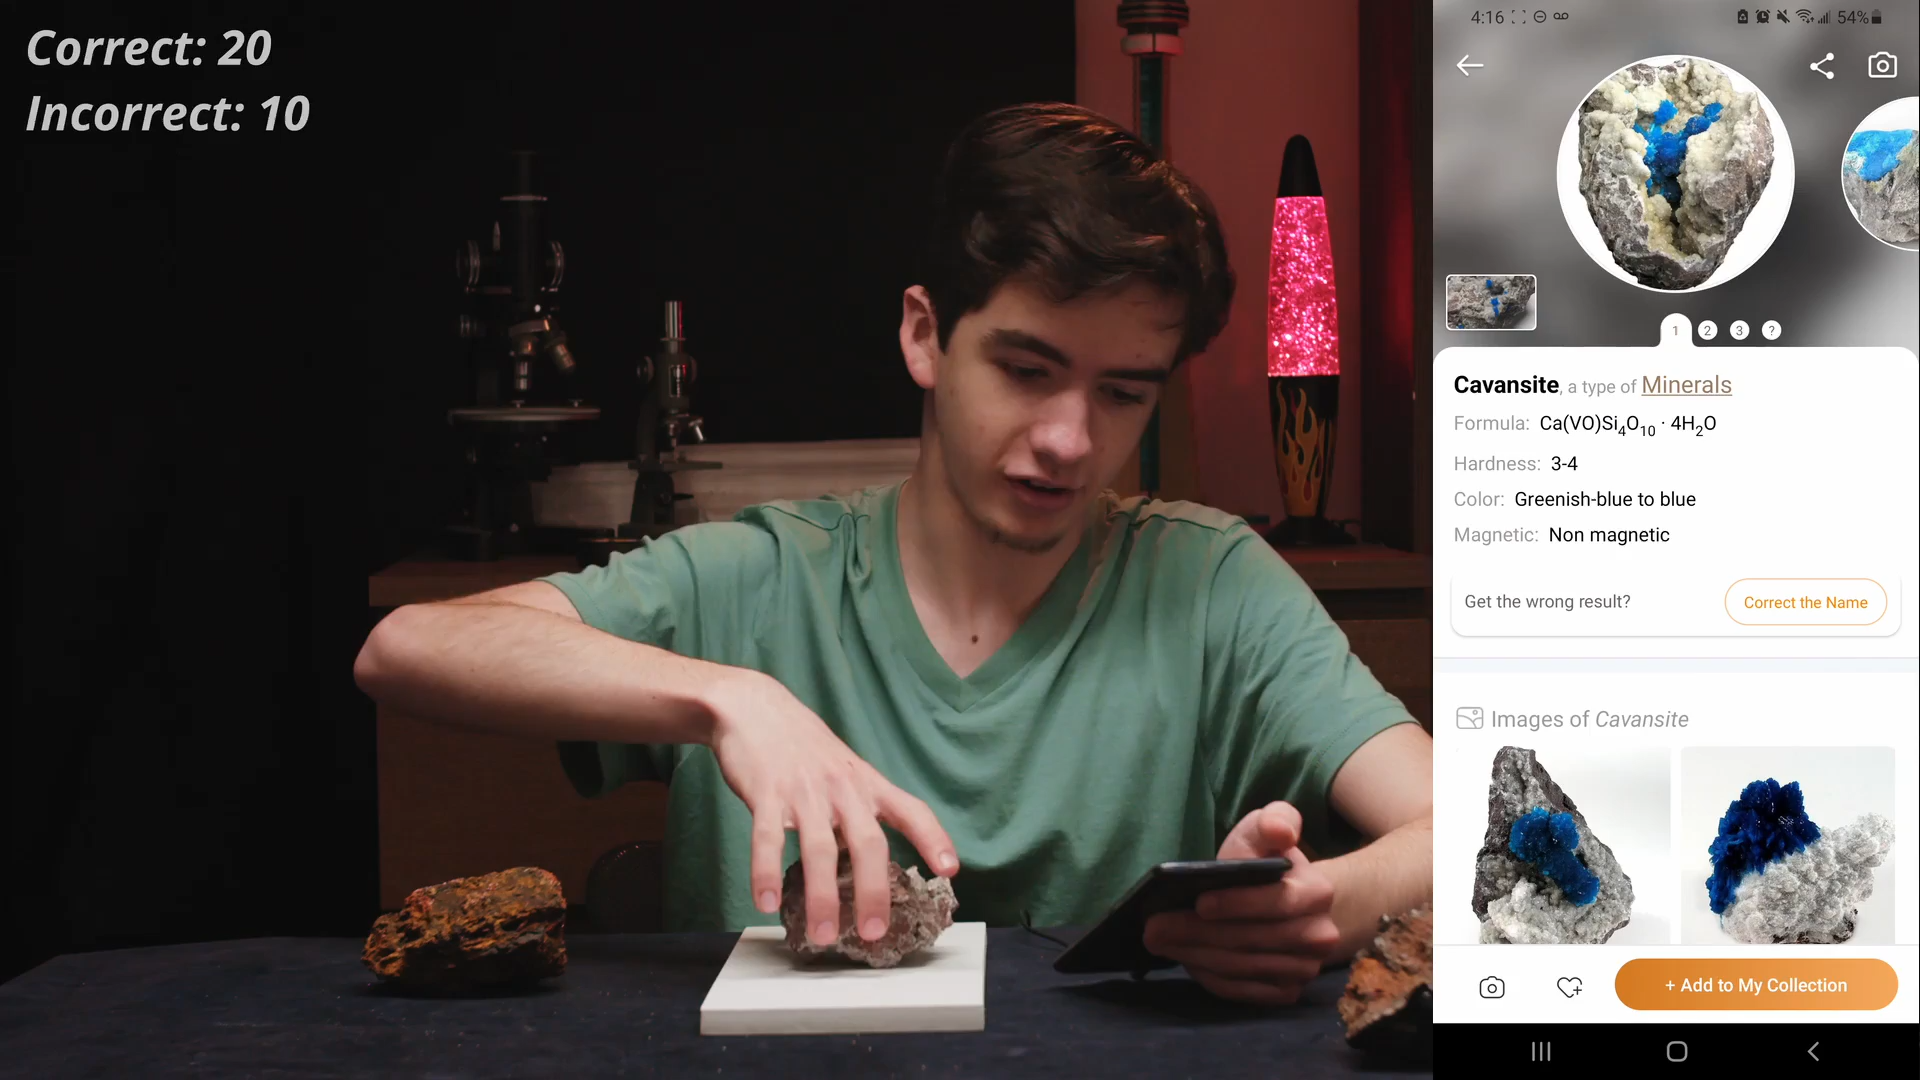 Correct: 20
Incorrect: 10
4:16
54%
1
2
3
?
Cavansite, a type of Minerals
Formula: Ca(VO)Si4O10 · 4H2O
Hardness: 3-4
Color: Greenish-blue to blue
Magnetic: Non magnetic
Get the wrong result?
Correct the Name
Images of Cavansite
+ Add to My Collection